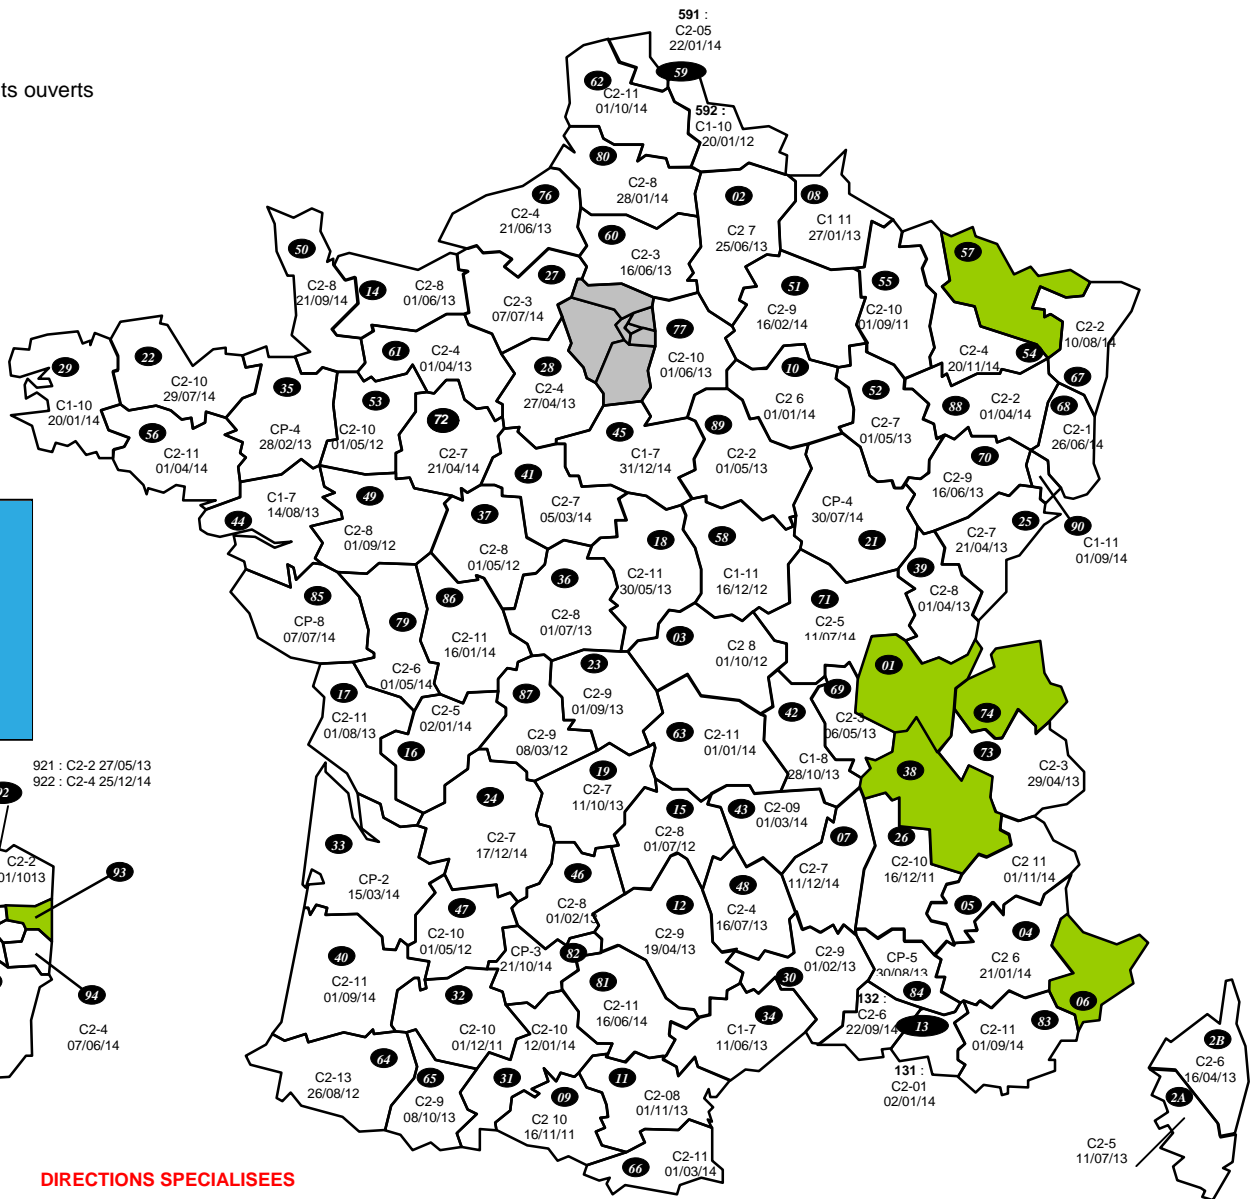 591 :
C2-05
22/01/14
59
ts ouverts
62
C2-11
01/10/14
592 :
C1-10
20/01/12
80
C2-8
28/01/14
02
C2 7
25/06/13
08
C1 11
27/01/13
76
C2-4
21/06/13
60
C2-3
16/06/13
57
50
C2-8
21/09/14
14
C2-8
01/06/13
27
C2-3
07/07/14
51
C2-9
16/02/14
55
C2-10
01/09/11
77
C2-10
01/06/13
C2-2
10/08/14
67
54
C2-4
20/11/14
61
C2-4
01/04/13
28
C2-4
27/04/13
10
C2 6
01/01/14
52
C2-7
01/05/13
88
C2-2
01/04/14
68
C2-1
26/06/14
29
C1-10
20/01/14
22
C2-10
29/07/14
35
CP-4
28/02/13
53
C2-10
01/05/12
72
C2-7
21/04/14
45
C1-7
31/12/14
89
C2-2
01/05/13
70
C2-9
16/06/13
56
C2-11
01/04/14
41
C2-7
05/03/14
CP-4
30/07/14
21
25
C2-7
21/04/13
90
C1-11
01/09/14
C1-7
14/08/13
44
49
C2-8
01/09/12
37
C2-8
01/05/12
18
C2-11
30/05/13
58
C1-11
16/12/12
39
C2-8
01/04/13
85
CP-8
07/07/14
79
C2-6
01/05/14
86
C2-11
16/01/14
36
C2-8
01/07/13
71
C2-5
11/07/14
03
C2 8
01/10/12
01
17
C2-11
01/08/13
C2-5
02/01/14
16
87
C2-9
08/03/12
23
C2-9
01/09/13
63
C2-11
01/01/14
42
C1-8
28/10/13
69
C2-3
06/05/13
74
73
C2-3
29/04/13
38
921 : C2-2 27/05/13
922 : C2-4 25/12/14
92
24
C2-7
17/12/14
19
C2-7
11/10/13
15
C2-8
01/07/12
43
C2-09
01/03/14
07
C2-7
11/12/14
26
C2-10
16/12/11
C2 11
01/11/14
05
33
CP-2
15/03/14
C2-2
01/1013
93
46
C2-8
01/02/13
12
C2-9
19/04/13
48
C2-4
16/07/13
47
C2-10
01/05/12
04
C2 6
21/01/14
40
C2-11
01/09/14
CP-3
21/10/14
82
C2-9
01/02/13
30
CP-5
30/08/13
84
06
94
C2-4
07/06/14
32
C2-10
01/12/11
C2-10
12/01/14
31
81
C2-11
16/06/14
34
C1-7
11/06/13
132 :
C2-6
22/09/14
13
83
C2-11
01/09/14
131 :
C2-01
02/01/14
64
C2-13
26/08/12
65
C2-9
08/10/13
09
C2 10
16/11/11
11
C2-08
01/11/13
66
C2-11
01/03/14
2B
C2-6
16/04/13
2A
C2-5
11/07/13
DIRECTIONS SPECIALISEES